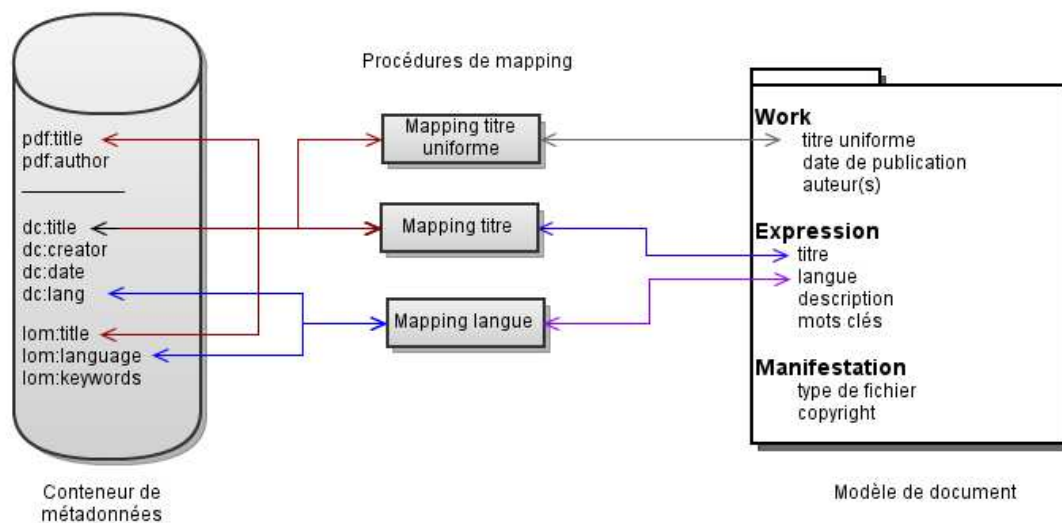 Procédures de mapping
pdf:title
pdf:author
dc:title
dc:creator
dc:date
dc:lang
lom:title
lom:language
lom:keywords
Conteneur de
métadonnées
Mapping titre
uniforme
Mapping titre
Mapping langue
Work
titre uniforme
date de publication
auteur(s)
Expression
titre
langue
description
mots clés
Manifestation
type de fichier
copyright
Modèle de document